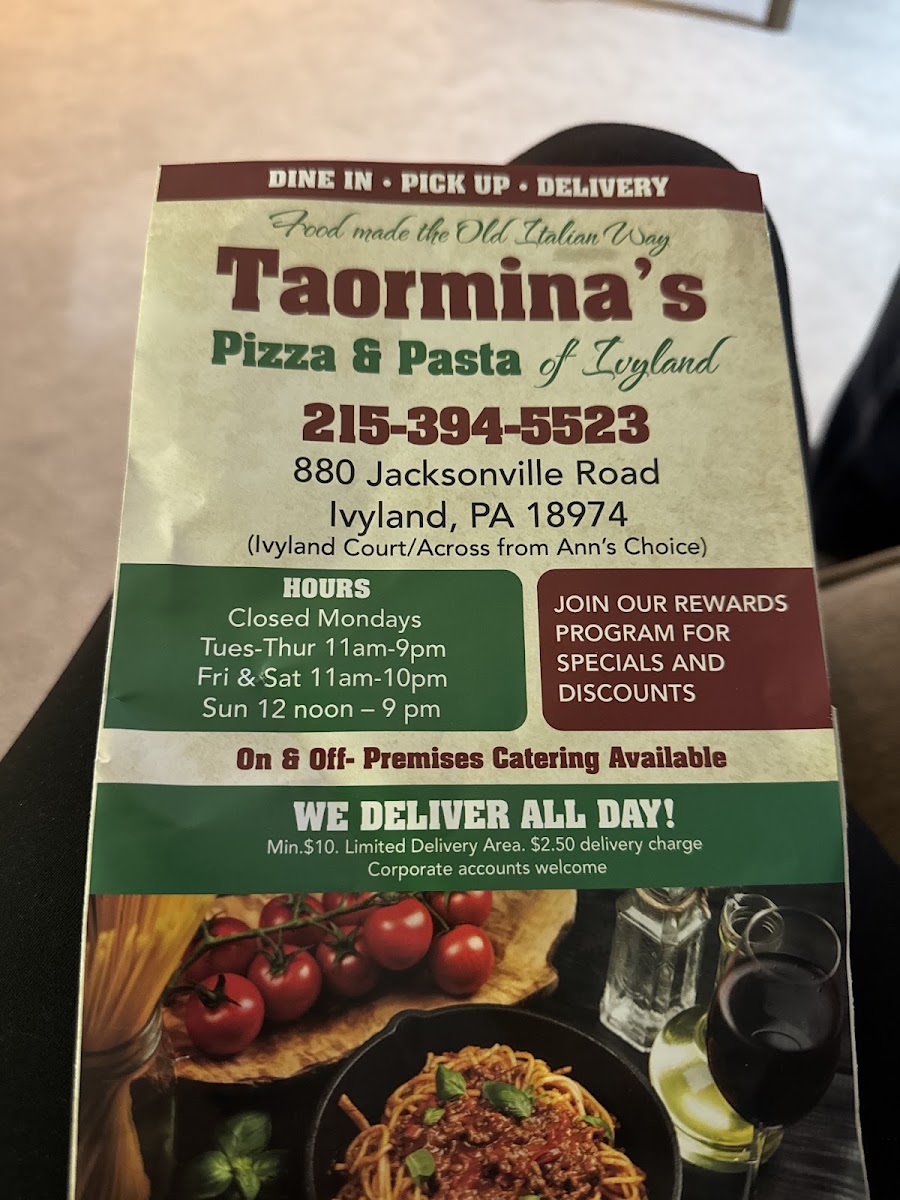 DINE IN • PICK UP • DELIVERY
Food made the Old Italian Way
Taormina's
Pizza & Pasta of Ivyland
215-394-5523
880 Jacksonville Road
Ivyland, PA 18974
(Ivyland Court/Across from Ann's Choice)
HOURS
Closed Mondays
Tues-Thur 11am-9pm
Fri & Sat 11am-10pm
Sun 12 noon – 9 pm
JOIN OUR REWARDS
PROGRAM FOR
SPECIALS AND
DISCOUNTS
On & Off- Premises Catering Available
WE DELIVER ALL DAY!
Min.$10. Limited Delivery Area. $2.50 delivery charge
Corporate accounts welcome